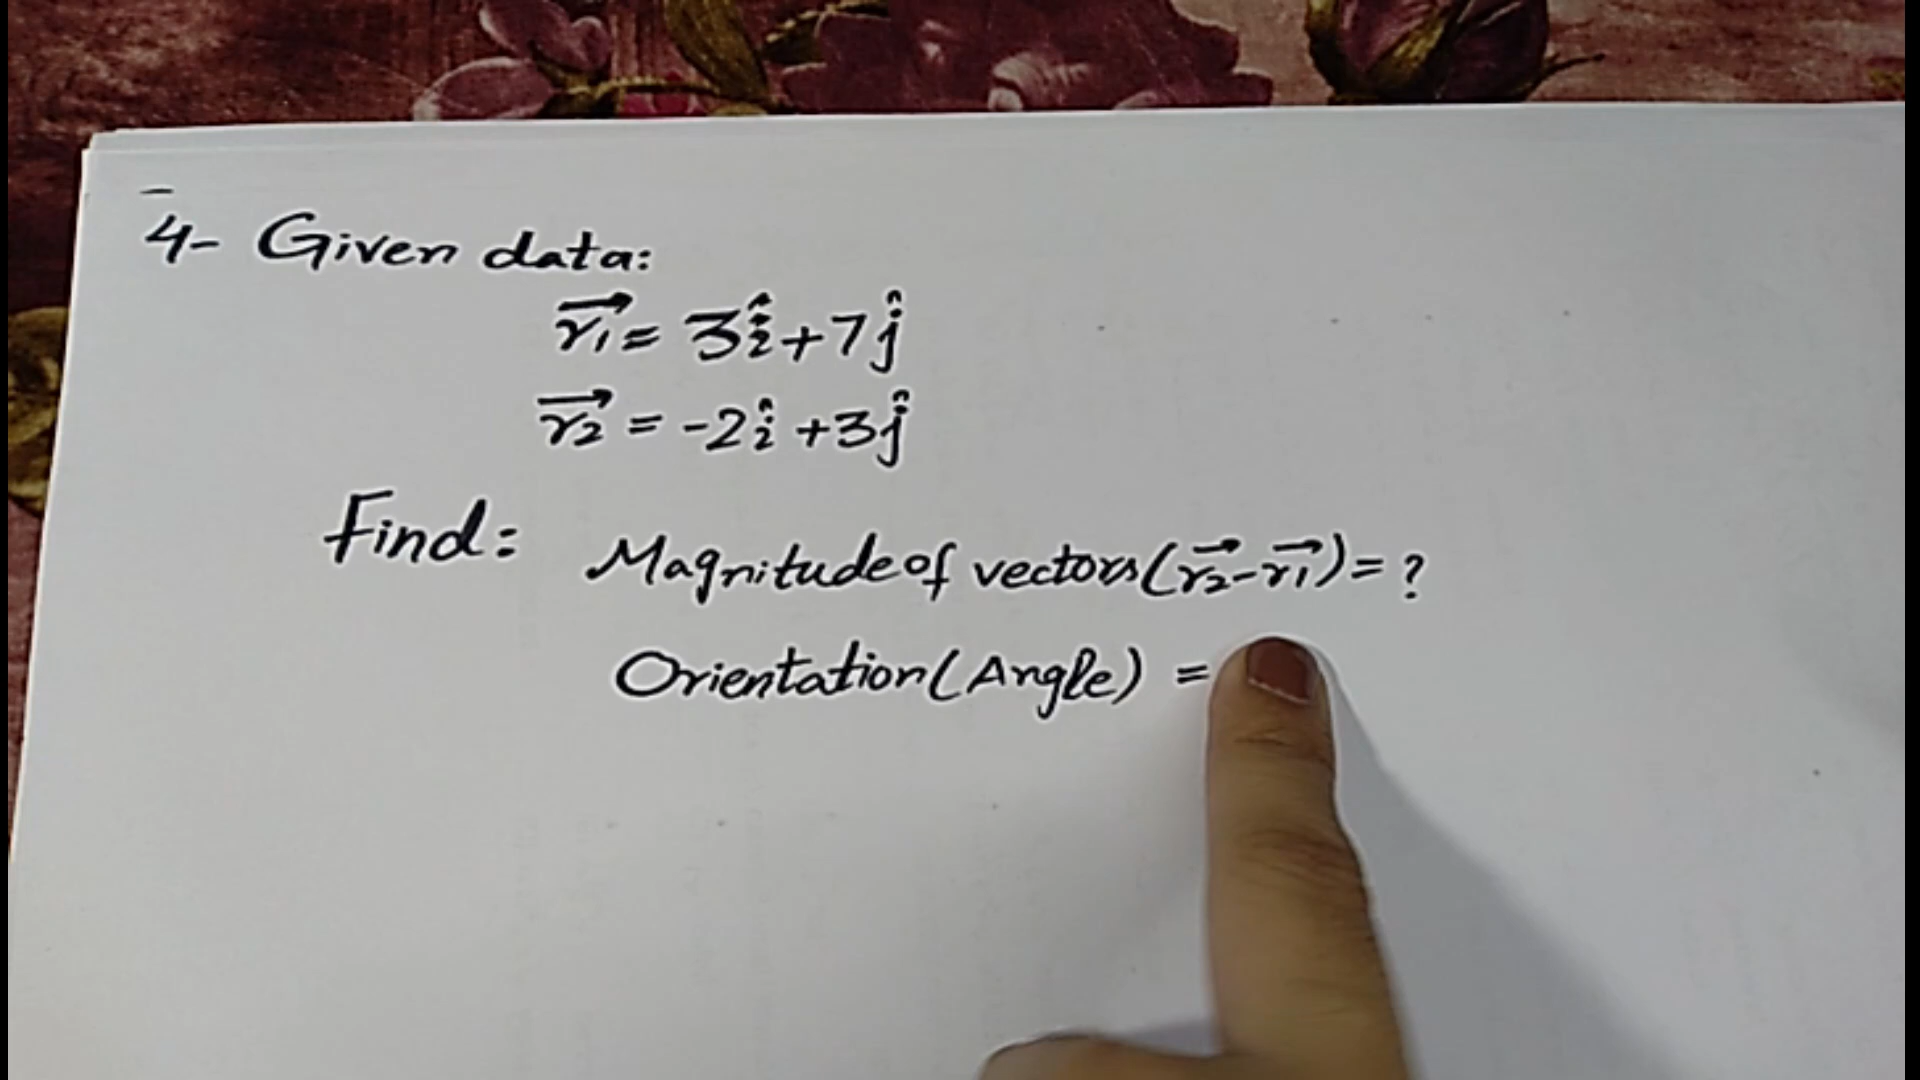 4- Given data:
r⃗1 = 3î+7ĵ
r⃗2 = -2î+3ĵ
Find: Magnitude of vectors (r⃗2-r⃗1) = ?
Orientation (Angle) =